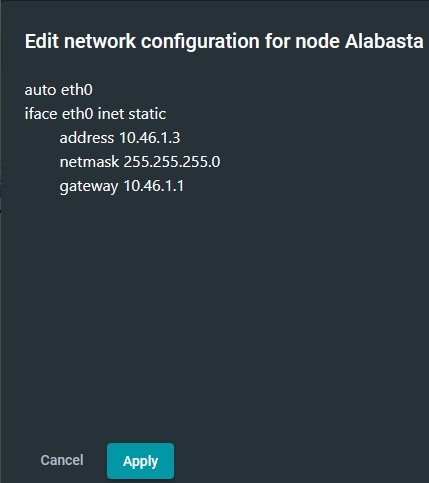 Edit network configuration for node Alabasta
auto eth0
iface eth0 inet static
address 10.46.1.3
netmask 255.255.255.0
gateway 10.46.1.1
Cancel
Apply